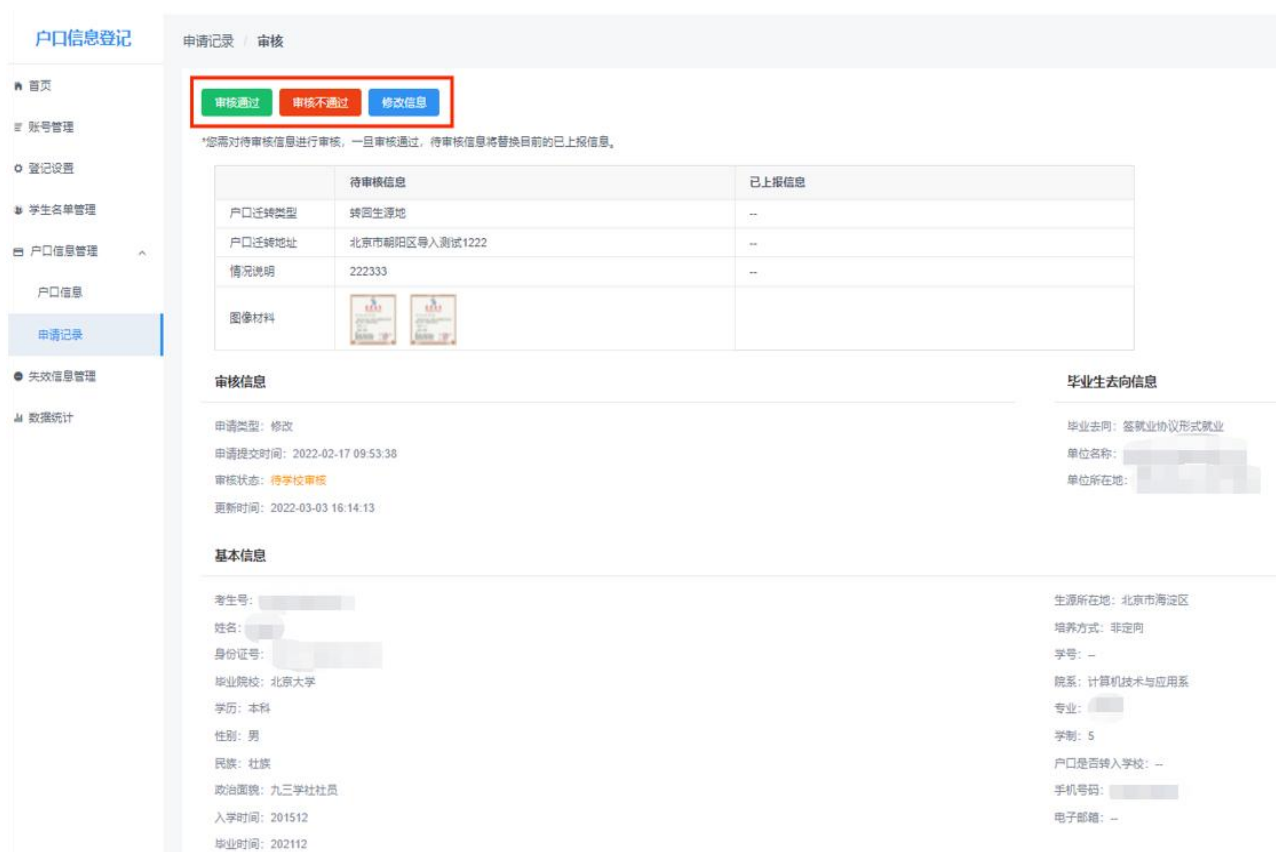 户口信息登记
申请记录 / 审核
首页
账号管理
登记设置
学生名单管理
户口信息管理
户口信息
申请记录
失效信息管理
数据统计
审核通过 审核不通过 修改信息
*您需对待审核信息进行审核，一旦审核通过，待审核信息将替换目前的已上报信息。
待审核信息 已上报信息
户口迁转类型 转回生源地 --
户口迁转地址 北京市朝阳区导入测试1222 --
情况说明 222333 --
图像材料
审核信息
申请类型：修改
申请提交时间：2022-02-17 09:53:38
审核状态：待学校审核
更新时间：2022-03-03 16:14:13
毕业生去向信息
毕业去向：签就业协议形式就业
单位名称：
单位所在地：
基本信息
考生号：
姓名：
身份证号：
毕业院校：北京大学
学历：本科
性别：男
民族：壮族
政治面貌：九三学社社员
入学时间：201512
毕业时间：202112
生源所在地：北京市海淀区
培养方式：非定向
学号：--
院系：计算机技术与应用系
专业：
学制：5
户口是否转入学校：--
手机号码：
电子邮箱：--